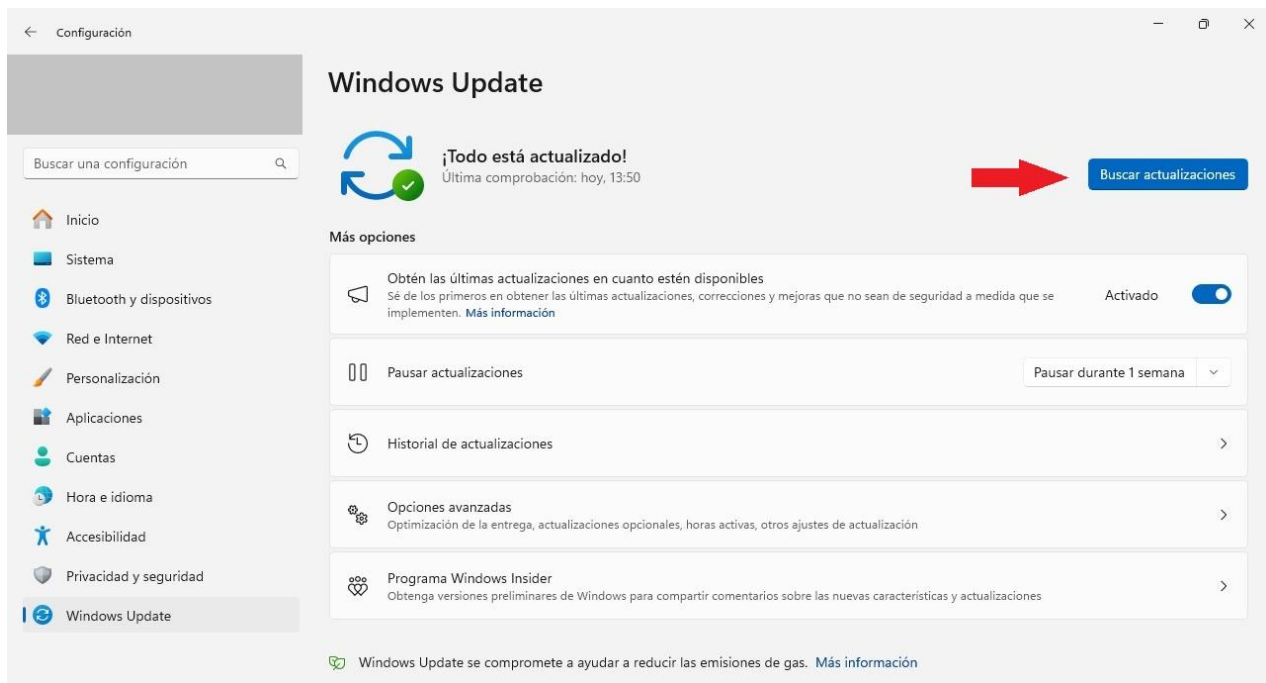 Configuración
Windows Update
¡Todo está actualizado!
Última comprobación: hoy, 13:50
Buscar actualizaciones
Buscar una configuración
Inicio
Sistema
Bluetooth y dispositivos
Red e Internet
Personalización
Aplicaciones
Cuentas
Hora e idioma
Accesibilidad
Privacidad y seguridad
Windows Update
Más opciones
Obtén las últimas actualizaciones en cuanto estén disponibles
Sé de los primeros en obtener las últimas actualizaciones, correcciones y mejoras que no sean de seguridad a medida que se
implementen. Más información
Activado
Pausar actualizaciones
Pausar durante 1 semana
Historial de actualizaciones
Opciones avanzadas
Optimización de la entrega, actualizaciones opcionales, horas activas, otros ajustes de actualización
Programa Windows Insider
Obtenga versiones preliminares de Windows para compartir comentarios sobre las nuevas características y actualizaciones
Windows Update se compromete a ayudar a reducir las emisiones de gas. Más información